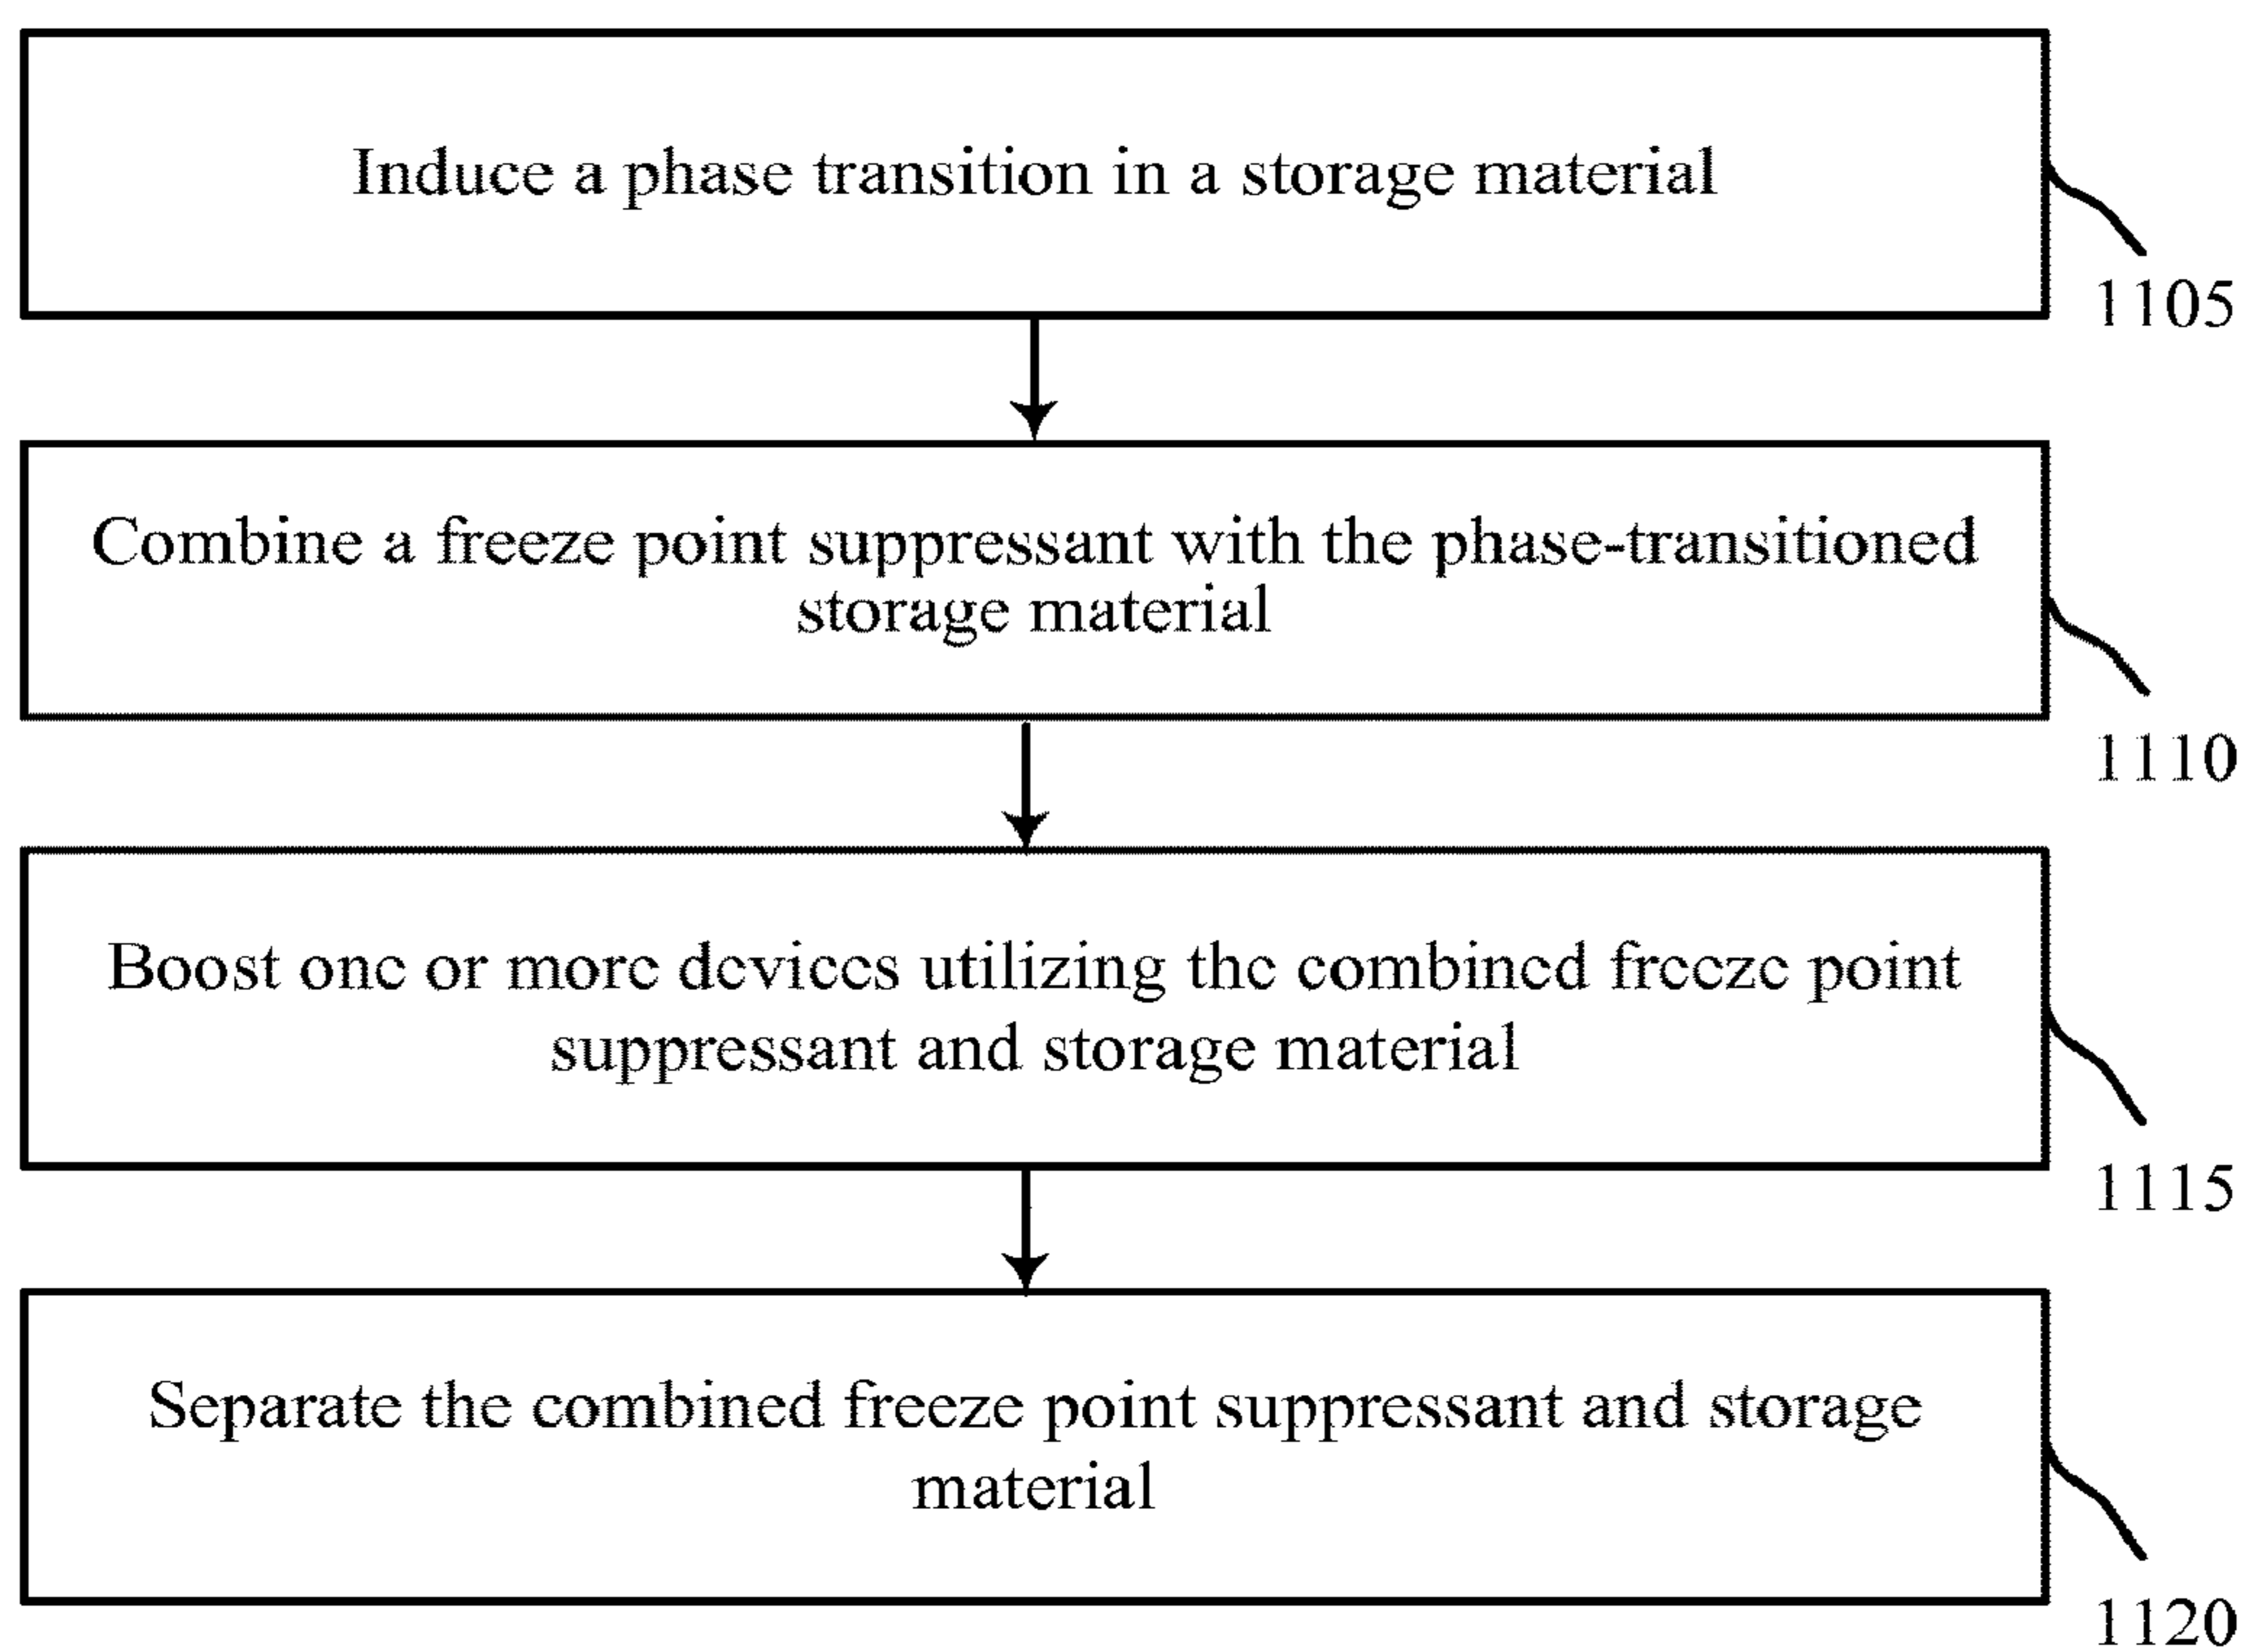 Induce a phase transition in a storage material
1105
Combine a freeze point suppressant with the phase-transitioned
storage material
1110
Boost one or more devices utilizing the combined freeze point
suppressant and storage material
1115
Separate the combined freeze point suppressant and storage
material
1120